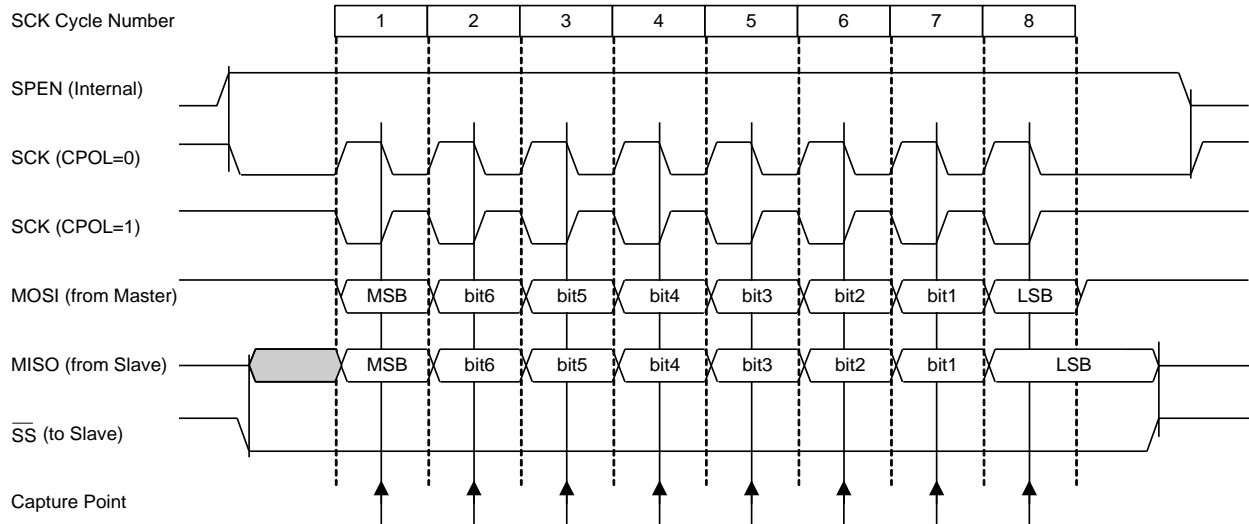 SCK Cycle Number 1 2 3 4 5 6 7 8
SPEN (Internal)
SCK (CPOL=0)
SCK (CPOL=1)
MOSI (from Master) MSB bit6 bit5 bit4 bit3 bit2 bit1 LSB
MISO (from Slave) MSB bit6 bit5 bit4 bit3 bit2 bit1 LSB
S̅S̅ (to Slave)
Capture Point